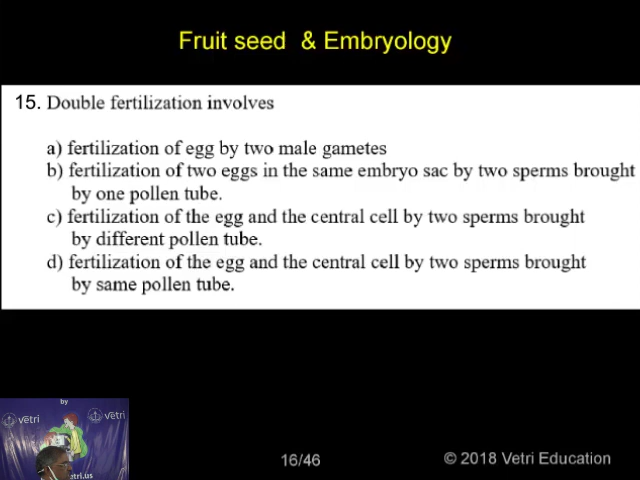 Fruit seed & Embryology
15. Double fertilization involves
a) fertilization of egg by two male gametes
b) fertilization of two eggs in the same embryo sac by two sperms brought
by one pollen tube.
c) fertilization of the egg and the central cell by two sperms brought
by different pollen tube.
d) fertilization of the egg and the central cell by two sperms brought
by same pollen tube.
by
vetri
vetri
etri.us
16/46
© 2018 Vetri Education